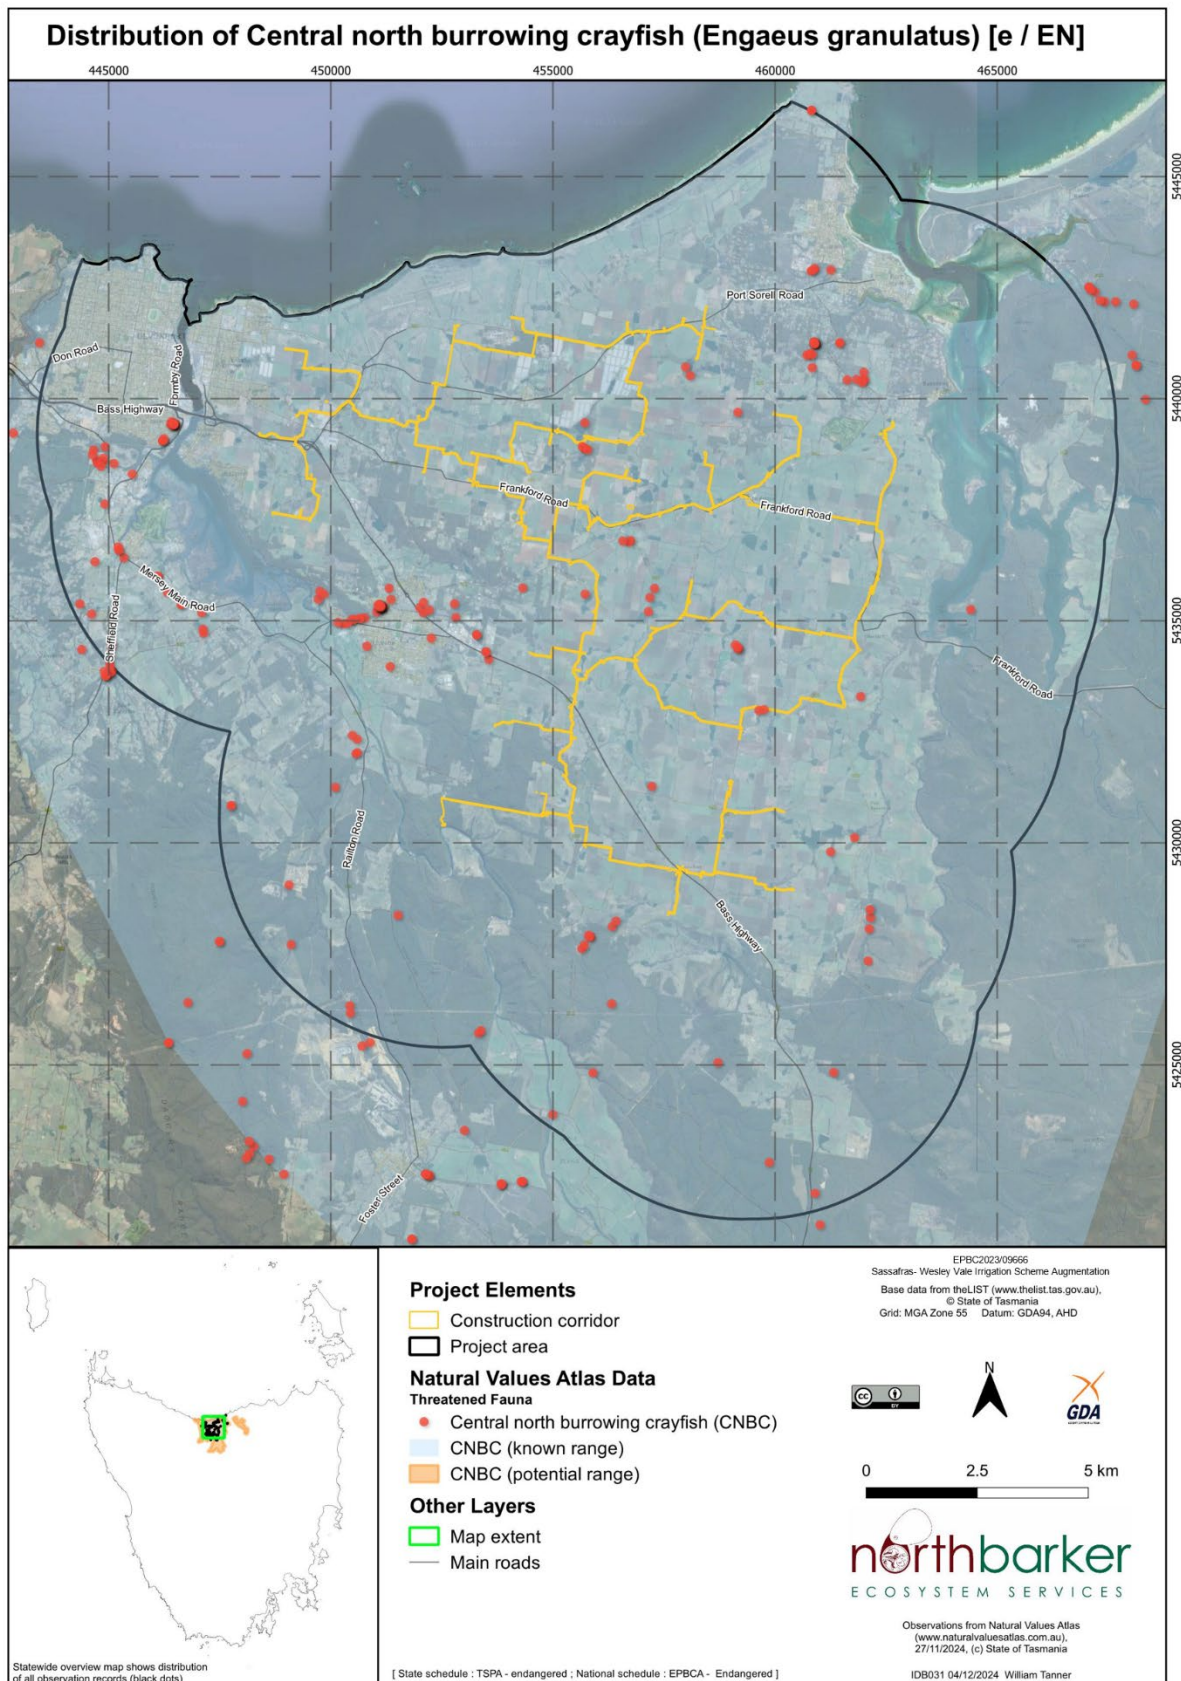 Distribution of Central north burrowing crayfish (Engaeus granulatus) [e / EN]
445000 450000 455000 460000 465000
5445000
Port Sorell Road
Don Road
Formby Road
5440000
Bass Highway
Frankford Road
Frankford Road
Mersey Main Road
5435000
Sheffield Road
Frankford Road
Railton Road
5430000
Bass Highway
5425000
Foster Street
Statewide overview map shows distribution
of all observation records (black dots)
Project Elements
Construction corridor
Project area
Natural Values Atlas Data
Threatened Fauna
Central north burrowing crayfish (CNBC)
CNBC (known range)
CNBC (potential range)
Other Layers
Map extent
Main roads
[ State schedule : TSPA - endangered ; National schedule : EPBCA - Endangered ]
EPBC2023/09666
Sassafras- Wesley Vale Irrigation Scheme Augmentation
Base data from theLIST (www.thelist.tas.gov.au),
© State of Tasmania
Grid: MGA Zone 55 Datum: GDA94, AHD
N
cc
BY
GDA
0 2.5 5 km
northbarker
ECOSYSTEM SERVICES
Observations from Natural Values Atlas
(www.naturalvaluesatlas.com.au),
27/11/2024, (c) State of Tasmania
IDB031 04/12/2024 William Tanner